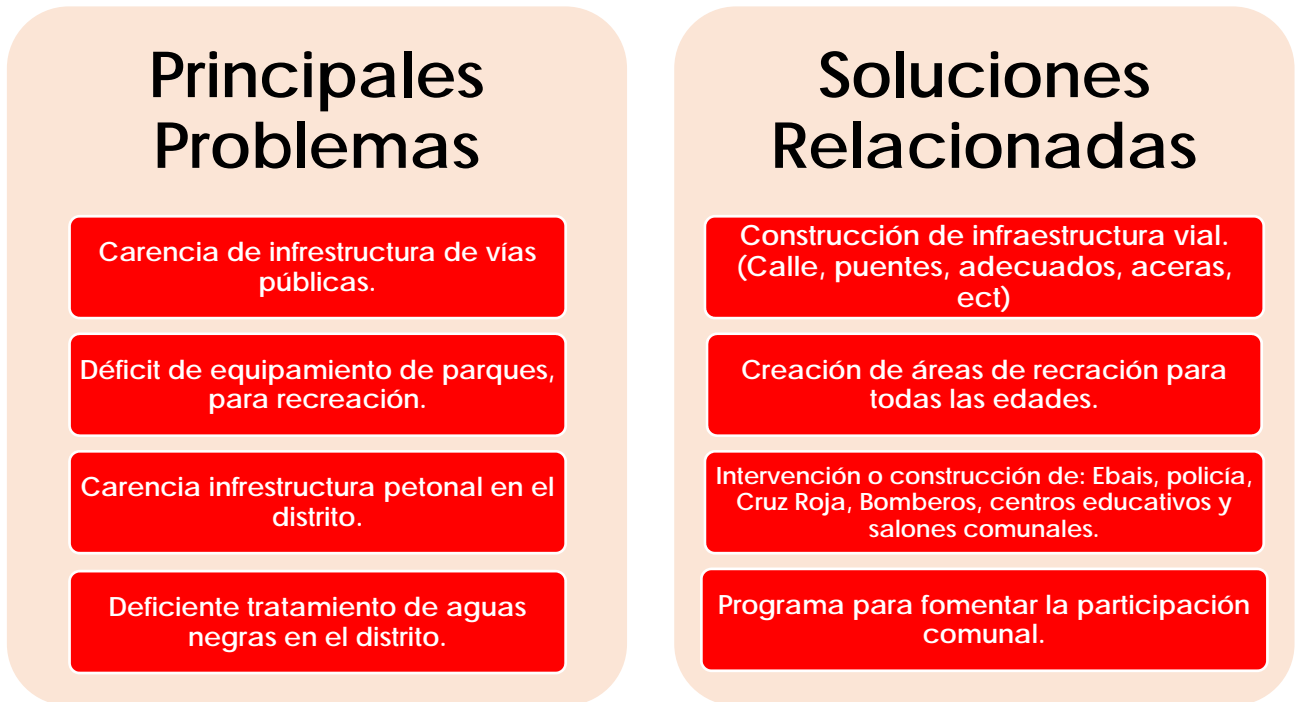 Principales
Problemas
Carencia de infrestructura de vías
públicas.
Déficit de equipamiento de parques,
para recreación.
Carencia infrestructura petonal en el
distrito.
Deficiente tratamiento de aguas
negras en el distrito.
Soluciones
Relacionadas
Construcción de infraestructura vial.
(Calle, puentes, adecuados, aceras,
ect)
Creación de áreas de recración para
todas las edades.
Intervención o construcción de: Ebais, policía,
Cruz Roja, Bomberos, centros educativos y
salones comunales.
Programa para fomentar la participación
comunal.